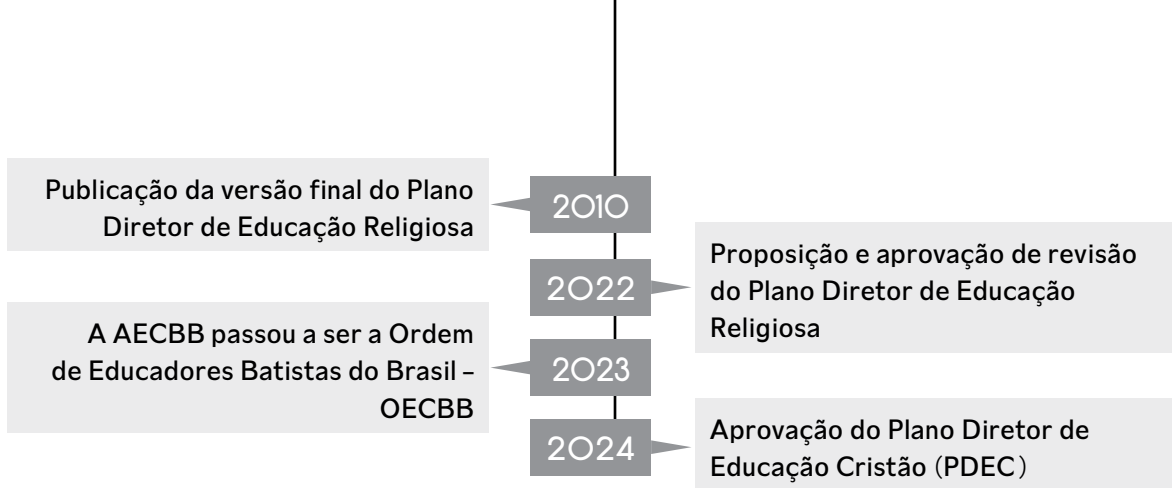 Publicação da versão final do Plano
Diretor de Educação Religiosa
2010
2022
Proposição e aprovação de revisão
do Plano Diretor de Educação
Religiosa
A AECBB passou a ser a Ordem
de Educadores Batistas do Brasil –
OECBB
2023
2024
Aprovação do Plano Diretor de
Educação Cristão (PDEC)